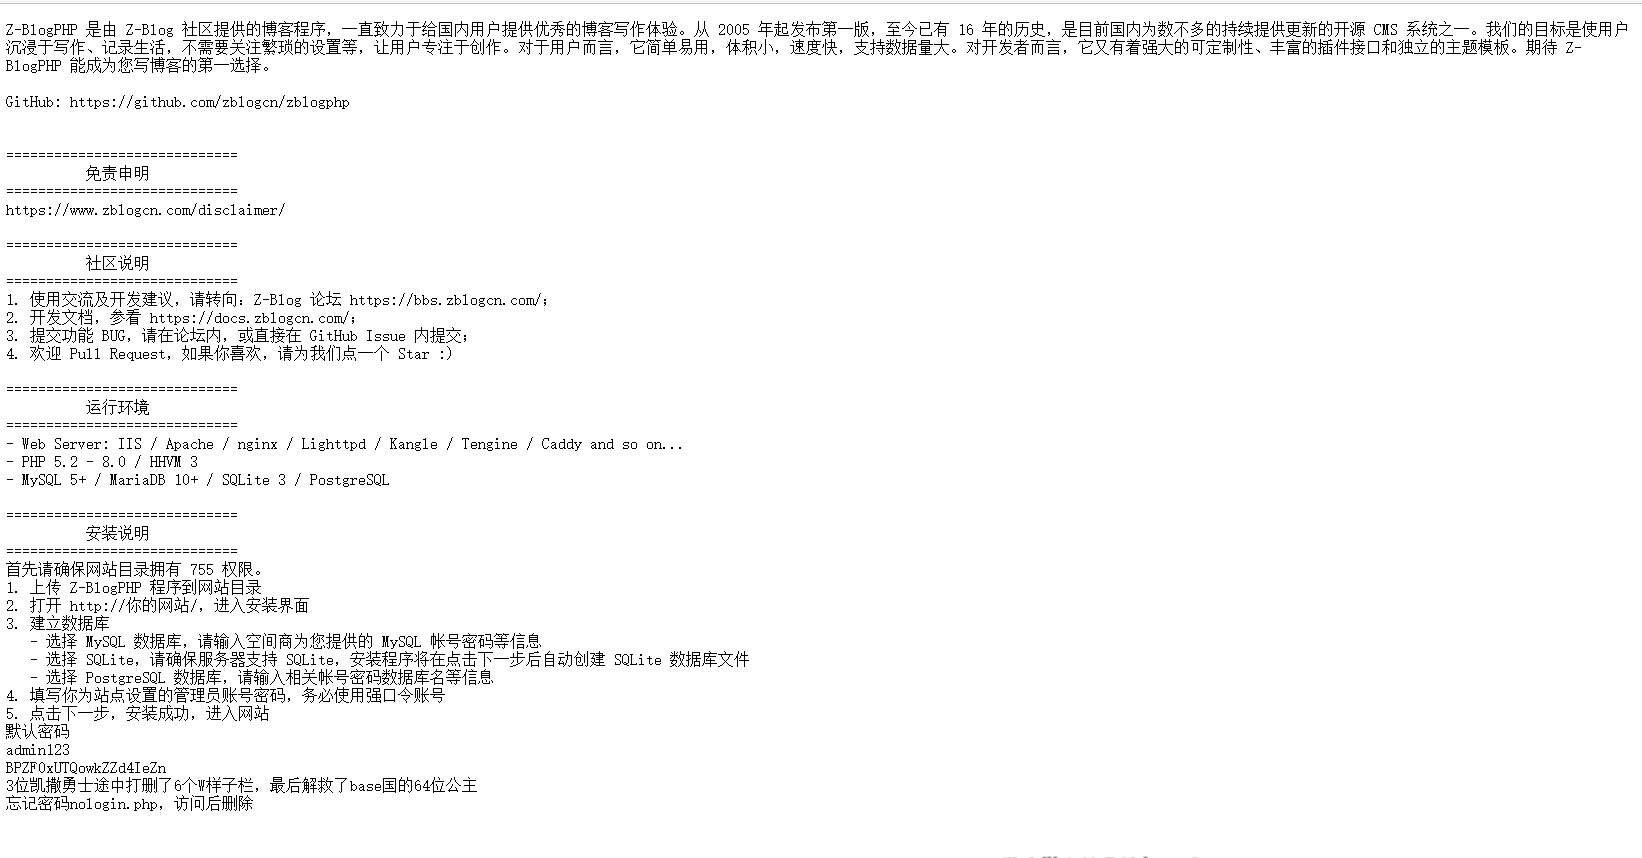 Z-BlogPHP 是由 Z-Blog 社区提供的博客程序，一直致力于给国内用户提供优秀的博客写作体验。从 2005 年起发布第一版，至今已有 16 年的历史，是目前国内为数不多的持续提供更新的开源 CMS 系统之一。我们的目标是使用户
沉浸于写作、记录生活，不需要关注繁琐的设置等，让用户专注于创作。对于用户而言，它简单易用，体积小，速度快，支持数据量大。对开发者而言，它又有着强大的可定制性、丰富的插件接口和独立的主题模板。期待 Z-
BlogPHP 能成为您写博客的第一选择。
GitHub: https://github.com/zblogcn/zblogphp
=============================
免责申明
=============================
https://www.zblogcn.com/disclaimer/
=============================
社区说明
=============================
1. 使用交流及开发建议，请转向：Z-Blog 论坛 https://bbs.zblogcn.com/；
2. 开发文档，参看 https://docs.zblogcn.com/；
3. 提交功能 BUG，请在论坛内，或直接在 GitHub Issue 内提交；
4. 欢迎 Pull Request，如果你喜欢，请为我们点一个 Star :)
=============================
运行环境
=============================
- Web Server: IIS / Apache / nginx / Lighttpd / Kangle / Tengine / Caddy and so on...
- PHP 5.2 - 8.0 / HHVM 3
- MySQL 5+ / MariaDB 10+ / SQLite 3 / PostgreSQL
=============================
安装说明
=============================
首先请确保网站目录拥有 755 权限。
1. 上传 Z-BlogPHP 程序到网站目录
2. 打开 http://你的网站/，进入安装界面
3. 建立数据库
- 选择 MySQL 数据库，请输入空间商为您提供的 MySQL 帐号密码等信息
- 选择 SQLite，请确保服务器支持 SQLite，安装程序将在点击下一步后自动创建 SQLite 数据库文件
- 选择 PostgreSQL 数据库，请输入相关帐号密码数据库名等信息
4. 填写你为站点设置的管理员账号密码，务必使用强口令账号
5. 点击下一步，安装成功，进入网站
默认密码
admin123
BPZF0xUTQowkZZd4IeZn
3位凯撒勇士途中打删了6个W样子栏，最后解救了base国的64位公主
忘记密码nologin.php，访问后删除